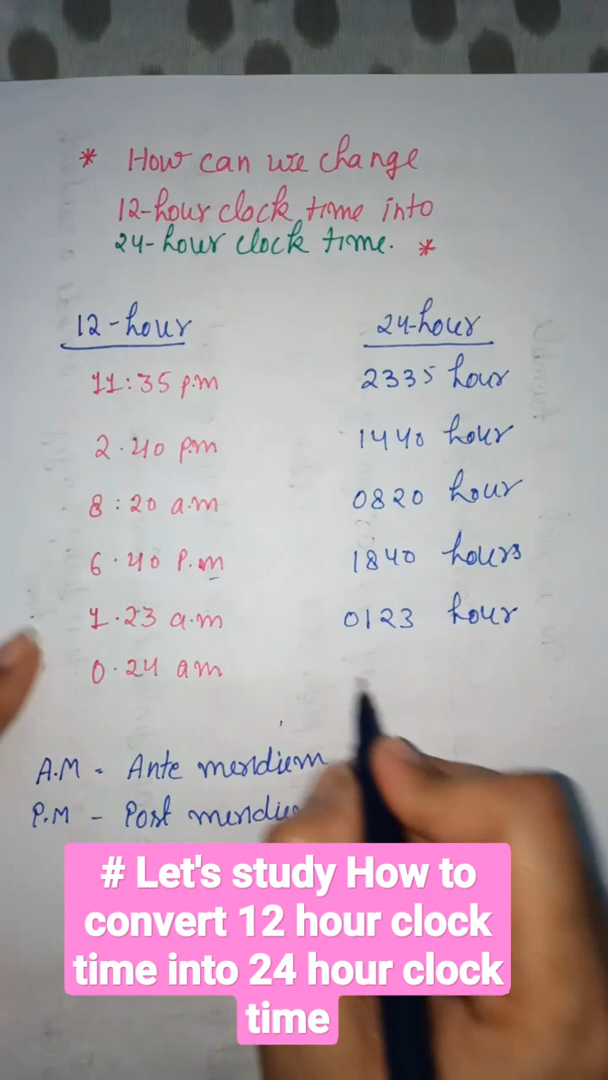 * How can we change
12-hour clock time into
24-hour clock time. *
12-hour 24-hour
11:35 p.m 2335 hour
2.40 pm 1440 hour
8:20 a.m 0820 hour
6.40 P.m 1840 hours
1.23 a.m 0123 hour
0.24 am
A.M - Ante meridiem
P.M - Post
# Let's study How to
convert 12 hour clock
time into 24 hour clock
time